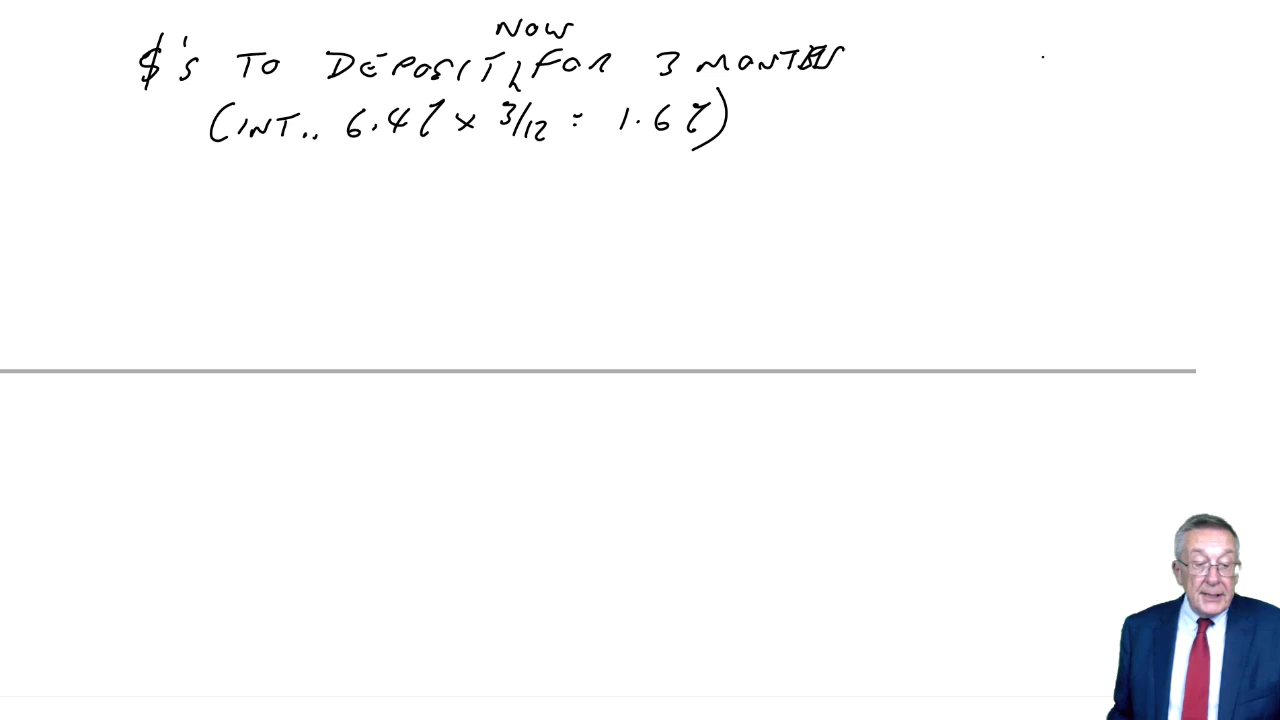 NOW
$'s TO DEPOSIT FOR 3 MONTHS
(INT.. 6.4% × 3/12 = 1.6%)